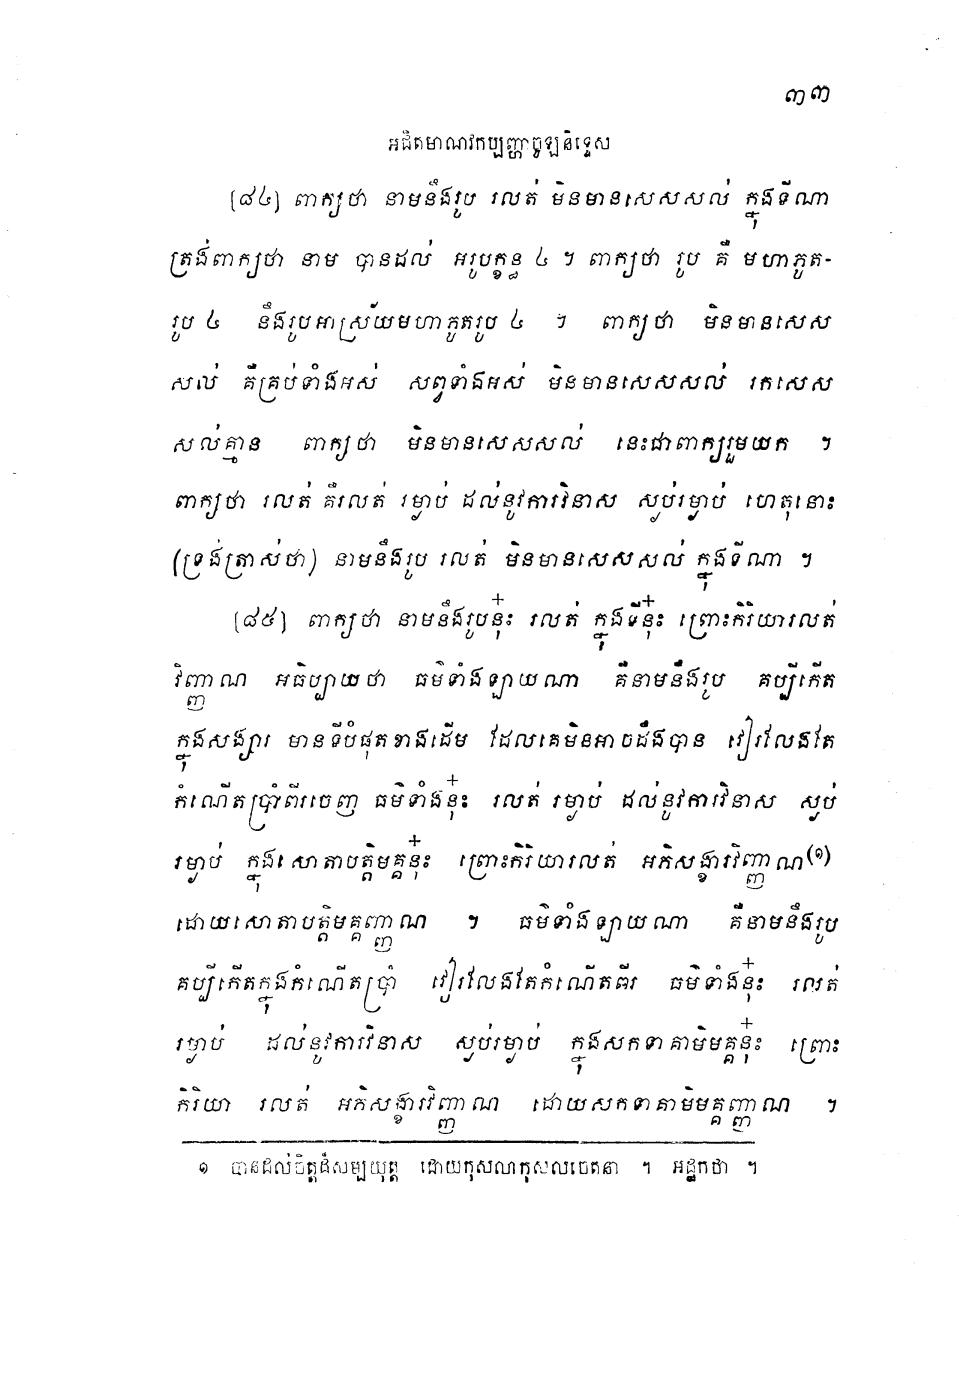 ៣៣
អជិតមាណវកប្បញ្ហា ចូឡនិទ្ទេស
[៨៤] ពាក្យថា នាមនឹងរូប រលត់ មិនមានសេសសល់ ក្នុងទីណា
ត្រង់ពាក្យថា នាម បានដល់ អរូបក្ខន្ធ ៤ ។ ពាក្យថា រូប គឺ មហាភូត-
រូប ៤ នឹងរូបអាស្រ័យមហាភូតរូប ៤ ។ ពាក្យថា មិនមានសេស
សល់ គឺគ្រប់ទាំងអស់ សព្វទាំងអស់ មិនមានសេសសល់ រកសេស
សល់គ្មាន ពាក្យថា មិនមានសេសសល់ នេះជាពាក្យរួមយក ។
ពាក្យថា រលត់ គឺរលត់ រម្ងាប់ ដល់នូវការវិនាស ស្ងប់រម្ងាប់ ហេតុនោះ
(ទ្រង់ត្រាស់ថា) នាមនឹងរូប រលត់ មិនមានសេសសល់ ក្នុងទីណា ។
[៨៥] ពាក្យថា នាមនឹងរូបនុ៎ះ រលត់ ក្នុងទីនុ៎ះ ព្រោះកិរិយារលត់
វិញ្ញាណ អធិប្បាយថា ធម៌ទាំងឡាយណា គឺនាមនឹងរូប គប្បីកើត
ក្នុងសង្សារ មានទីបំផុតខាងដើម ដែលគេមិនអាចដឹងបាន វៀរលែងតែ
កំណើតប្រាំពីរចេញ ធម៌ទាំងនុ៎ះ រលត់ រម្ងាប់ ដល់នូវការវិនាស ស្ងប់
រម្ងាប់ ក្នុងសោតាបត្តិមគ្គនុ៎ះ ព្រោះកិរិយារលត់ អភិសង្ខារវិញ្ញាណ(១)
ដោយសោតាបត្តិមគ្គញ្ញាណ ។ ធម៌ទាំងឡាយណា គឺនាមនឹងរូប
គប្បីកើតក្នុងកំណើតប្រាំ វៀរលែងតែកំណើតពីរ ធម៌ទាំងនុ៎ះ រលត់
រម្ងាប់ ដល់នូវការវិនាស ស្ងប់រម្ងាប់ ក្នុងសកទាគាមិមគ្គនុ៎ះ ព្រោះ
កិរិយា រលត់ អភិសង្ខារវិញ្ញាណ ដោយសកទាគាមិមគ្គញ្ញាណ ។
១ បានដល់ចិត្តដ៏សម្បយុត្ត ដោយកុសលាកុសលចេតនា ។ អដ្ឋកថា ។